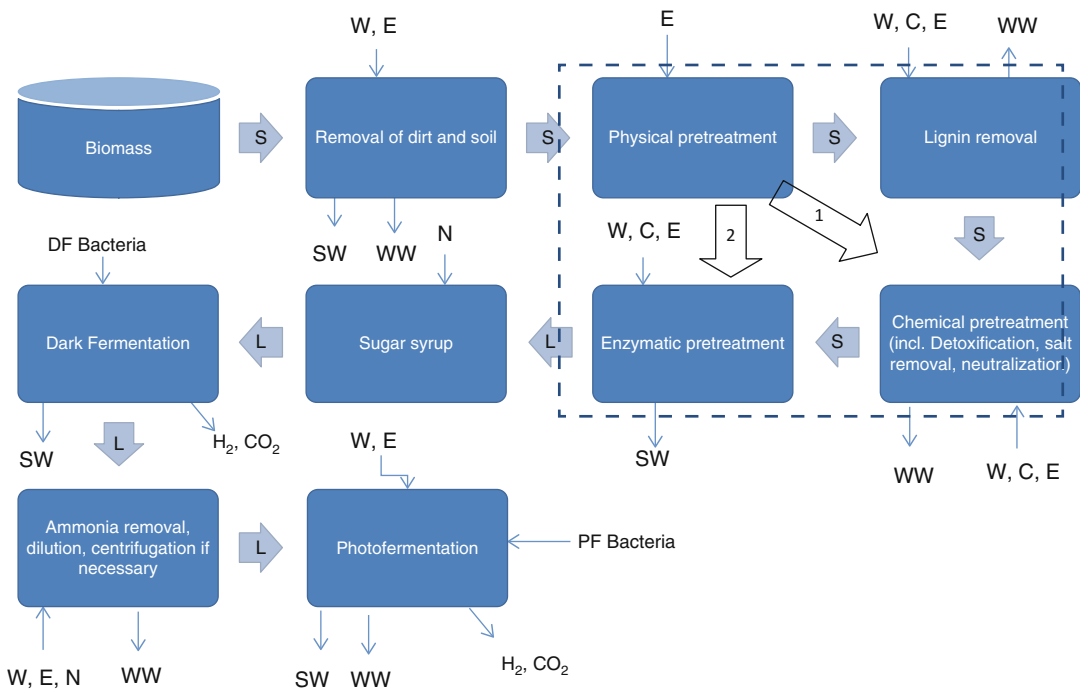 W, E
E
W, C, E
WW
Biomass
S
Removal of dirt and soil
S
Physical pretreatment
S
Lignin removal
SW
WW
1
2
S
DF Bacteria
N
W, C, E
Dark Fermentation
L
Sugar syrup
L
Enzymatic pretreatment
S
Chemical pretreatment
(incl. Detoxification, salt
removal, neutralization)
SW
L
H2, CO2
W, E
SW
WW
W, C, E
Ammonia removal,
dilution, centrifugation if
necessary
L
Photofermentation
PF Bacteria
W, E, N
WW
SW
WW
H2, CO2